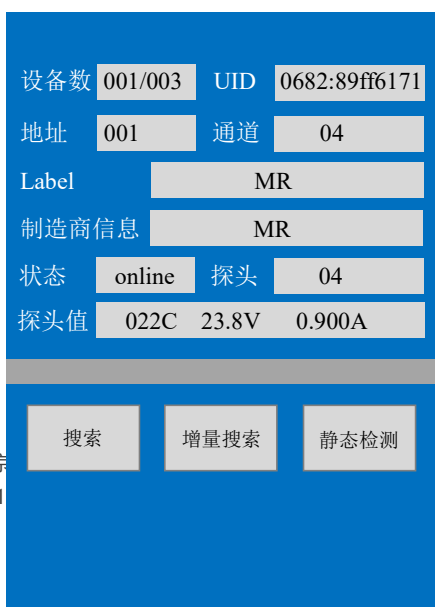 设备数 001/003 UID 0682:89ff6171
地址 001 通道 04
Label MR
制造商信息 MR
状态 online 探头 04
探头值 022C 23.8V 0.900A
搜索 增量搜索 静态检测